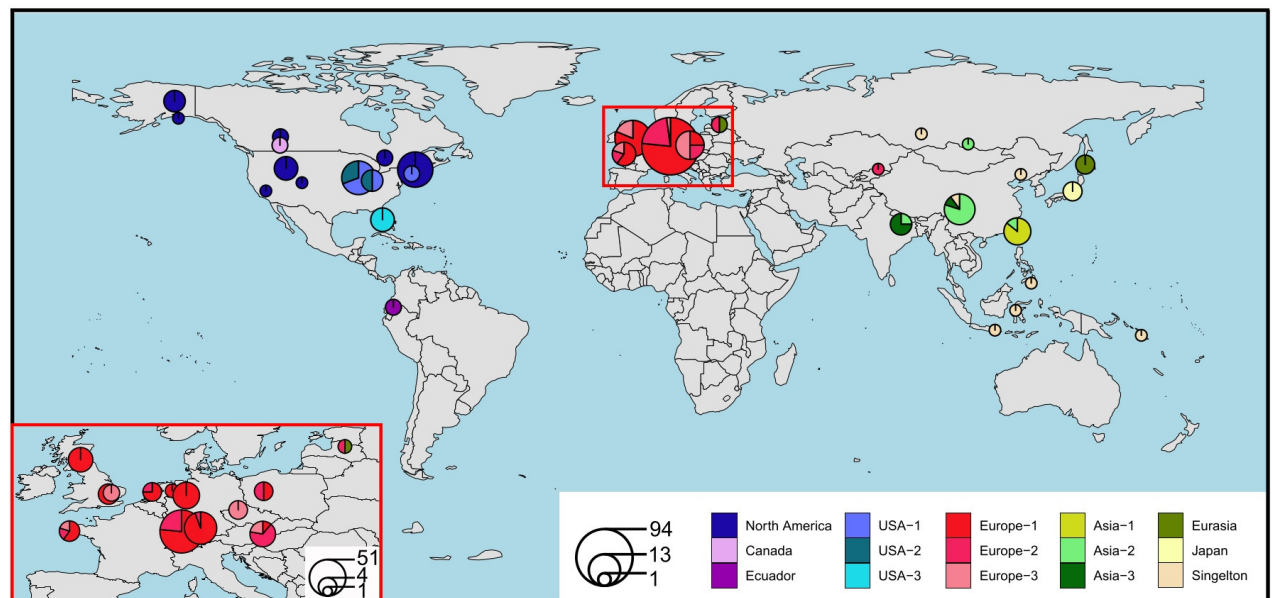 51
4
1
94
13
1
North America
Canada
Ecuador
USA−1
USA−2
USA−3
Europe−1
Europe−2
Europe−3
Asia−1
Asia−2
Asia−3
Eurasia
Japan
Singelton